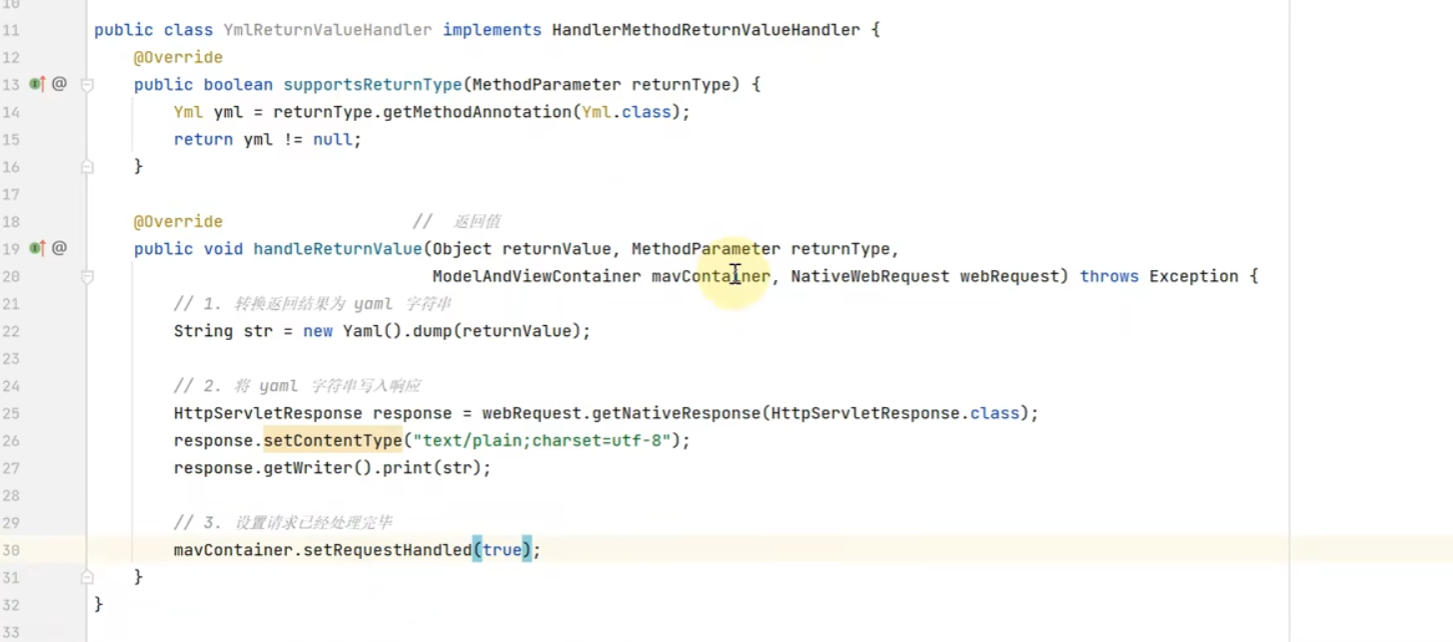 10
11 public class YmlReturnValueHandler implements HandlerMethodReturnValueHandler {
12 @Override
13 @ public boolean supportsReturnType(MethodParameter returnType) {
14 Yml yml = returnType.getMethodAnnotation(Yml.class);
15 return yml != null;
16 }
17
18 @Override // 返回值
19 @ public void handleReturnValue(Object returnValue, MethodParameter returnType,
20 ModelAndViewContainer mavContainer, NativeWebRequest webRequest) throws Exception {
21 // 1. 转换返回结果为 yaml 字符串
22 String str = new Yaml().dump(returnValue);
23
24 // 2. 将 yaml 字符串写入响应
25 HttpServletResponse response = webRequest.getNativeResponse(HttpServletResponse.class);
26 response.setContentType("text/plain;charset=utf-8");
27 response.getWriter().print(str);
28
29 // 3. 设置请求已经处理完毕
30 mavContainer.setRequestHandled(true);
31 }
32 }
33